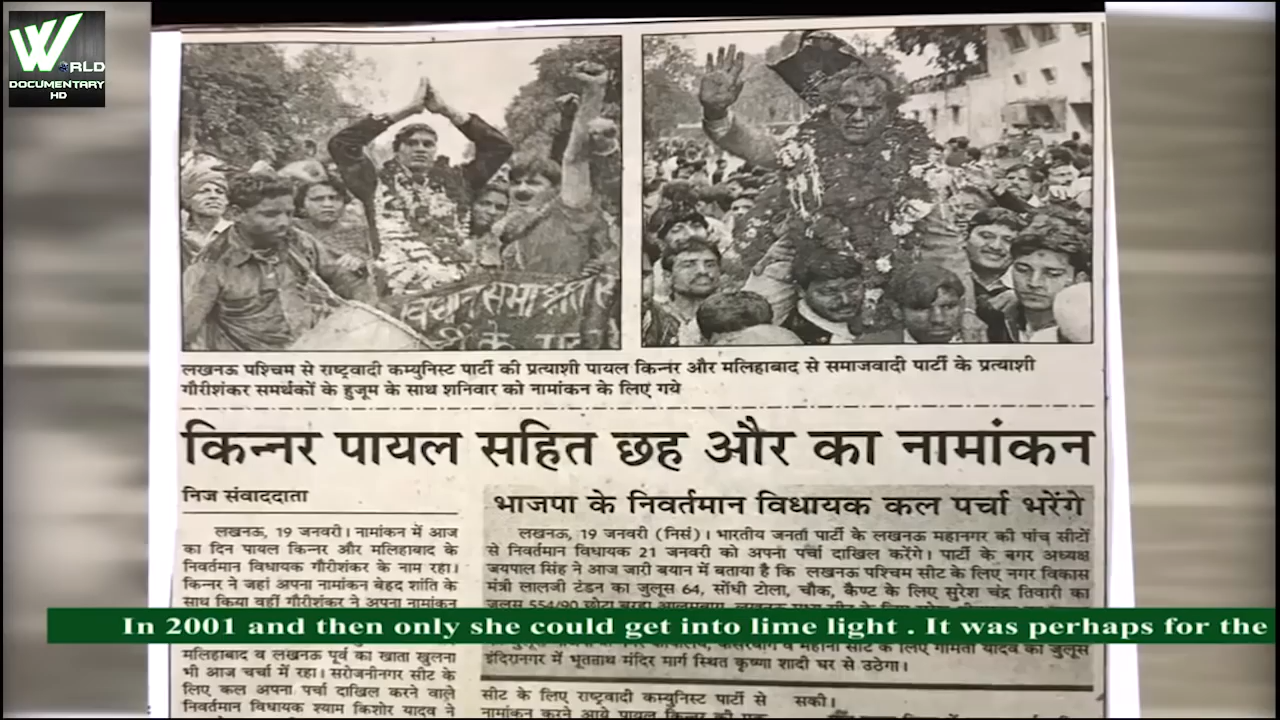 WORLD
DOCUMENTARY
HD
लखनऊ पश्चिम से राष्ट्रवादी कम्युनिस्ट पार्टी की प्रत्याशी पायल किन्नर और मलिहाबाद से समाजवादी पार्टी के प्रत्याशी
गौरीशंकर समर्थकों के हुजूम के साथ शनिवार को नामांकन के लिए गये
किन्नर पायल सहित छह और का नामांकन
निज संवाददाता
लखनऊ, 19 जनवरी। नामांकन में आज
का दिन पायल किन्नर और मलिहाबाद के
निवर्तमान विधायक गौरीशंकर के नाम रहा।
किन्नर ने जहां अपना नामांकन बेहद शांति के
साथ किया वहीं गौरीशंकर ने अपना नामांकन
मलिहाबाद व लखनऊ पूर्व का खाता खुलना
भी आज चर्चा में रहा। सरोजनीनगर सीट के
लिए कल अपना पर्चा दाखिल करने वाले
निवर्तमान विधायक श्याम किशोर यादव ने
भाजपा के निवर्तमान विधायक कल पर्चा भरेंगे
लखनऊ, 19 जनवरी (निसं)। भारतीय जनता पार्टी के लखनऊ महानगर की पांच सीटों
से निवर्तमान विधायक 21 जनवरी को अपना पर्चा दाखिल करेंगे। पार्टी के नगर अध्यक्ष
जयपाल सिंह ने आज जारी बयान में बताया है कि लखनऊ पश्चिम सीट के लिए नगर विकास
मंत्री लालजी टंडन का जुलूस 64, सोंधी टोला, चौक, कैण्ट के लिए सुरेश चंद्र तिवारी का
इंदिरानगर में भूतनाथ मंदिर मार्ग स्थित कृष्णा शादी घर से उठेगा।
सीट के लिए राष्ट्रवादी कम्युनिस्ट पार्टी से
नामांकन करने आये पायल किन्नर की एक
सकी।
In 2001 and then only she could get into lime light . It was perhaps for the